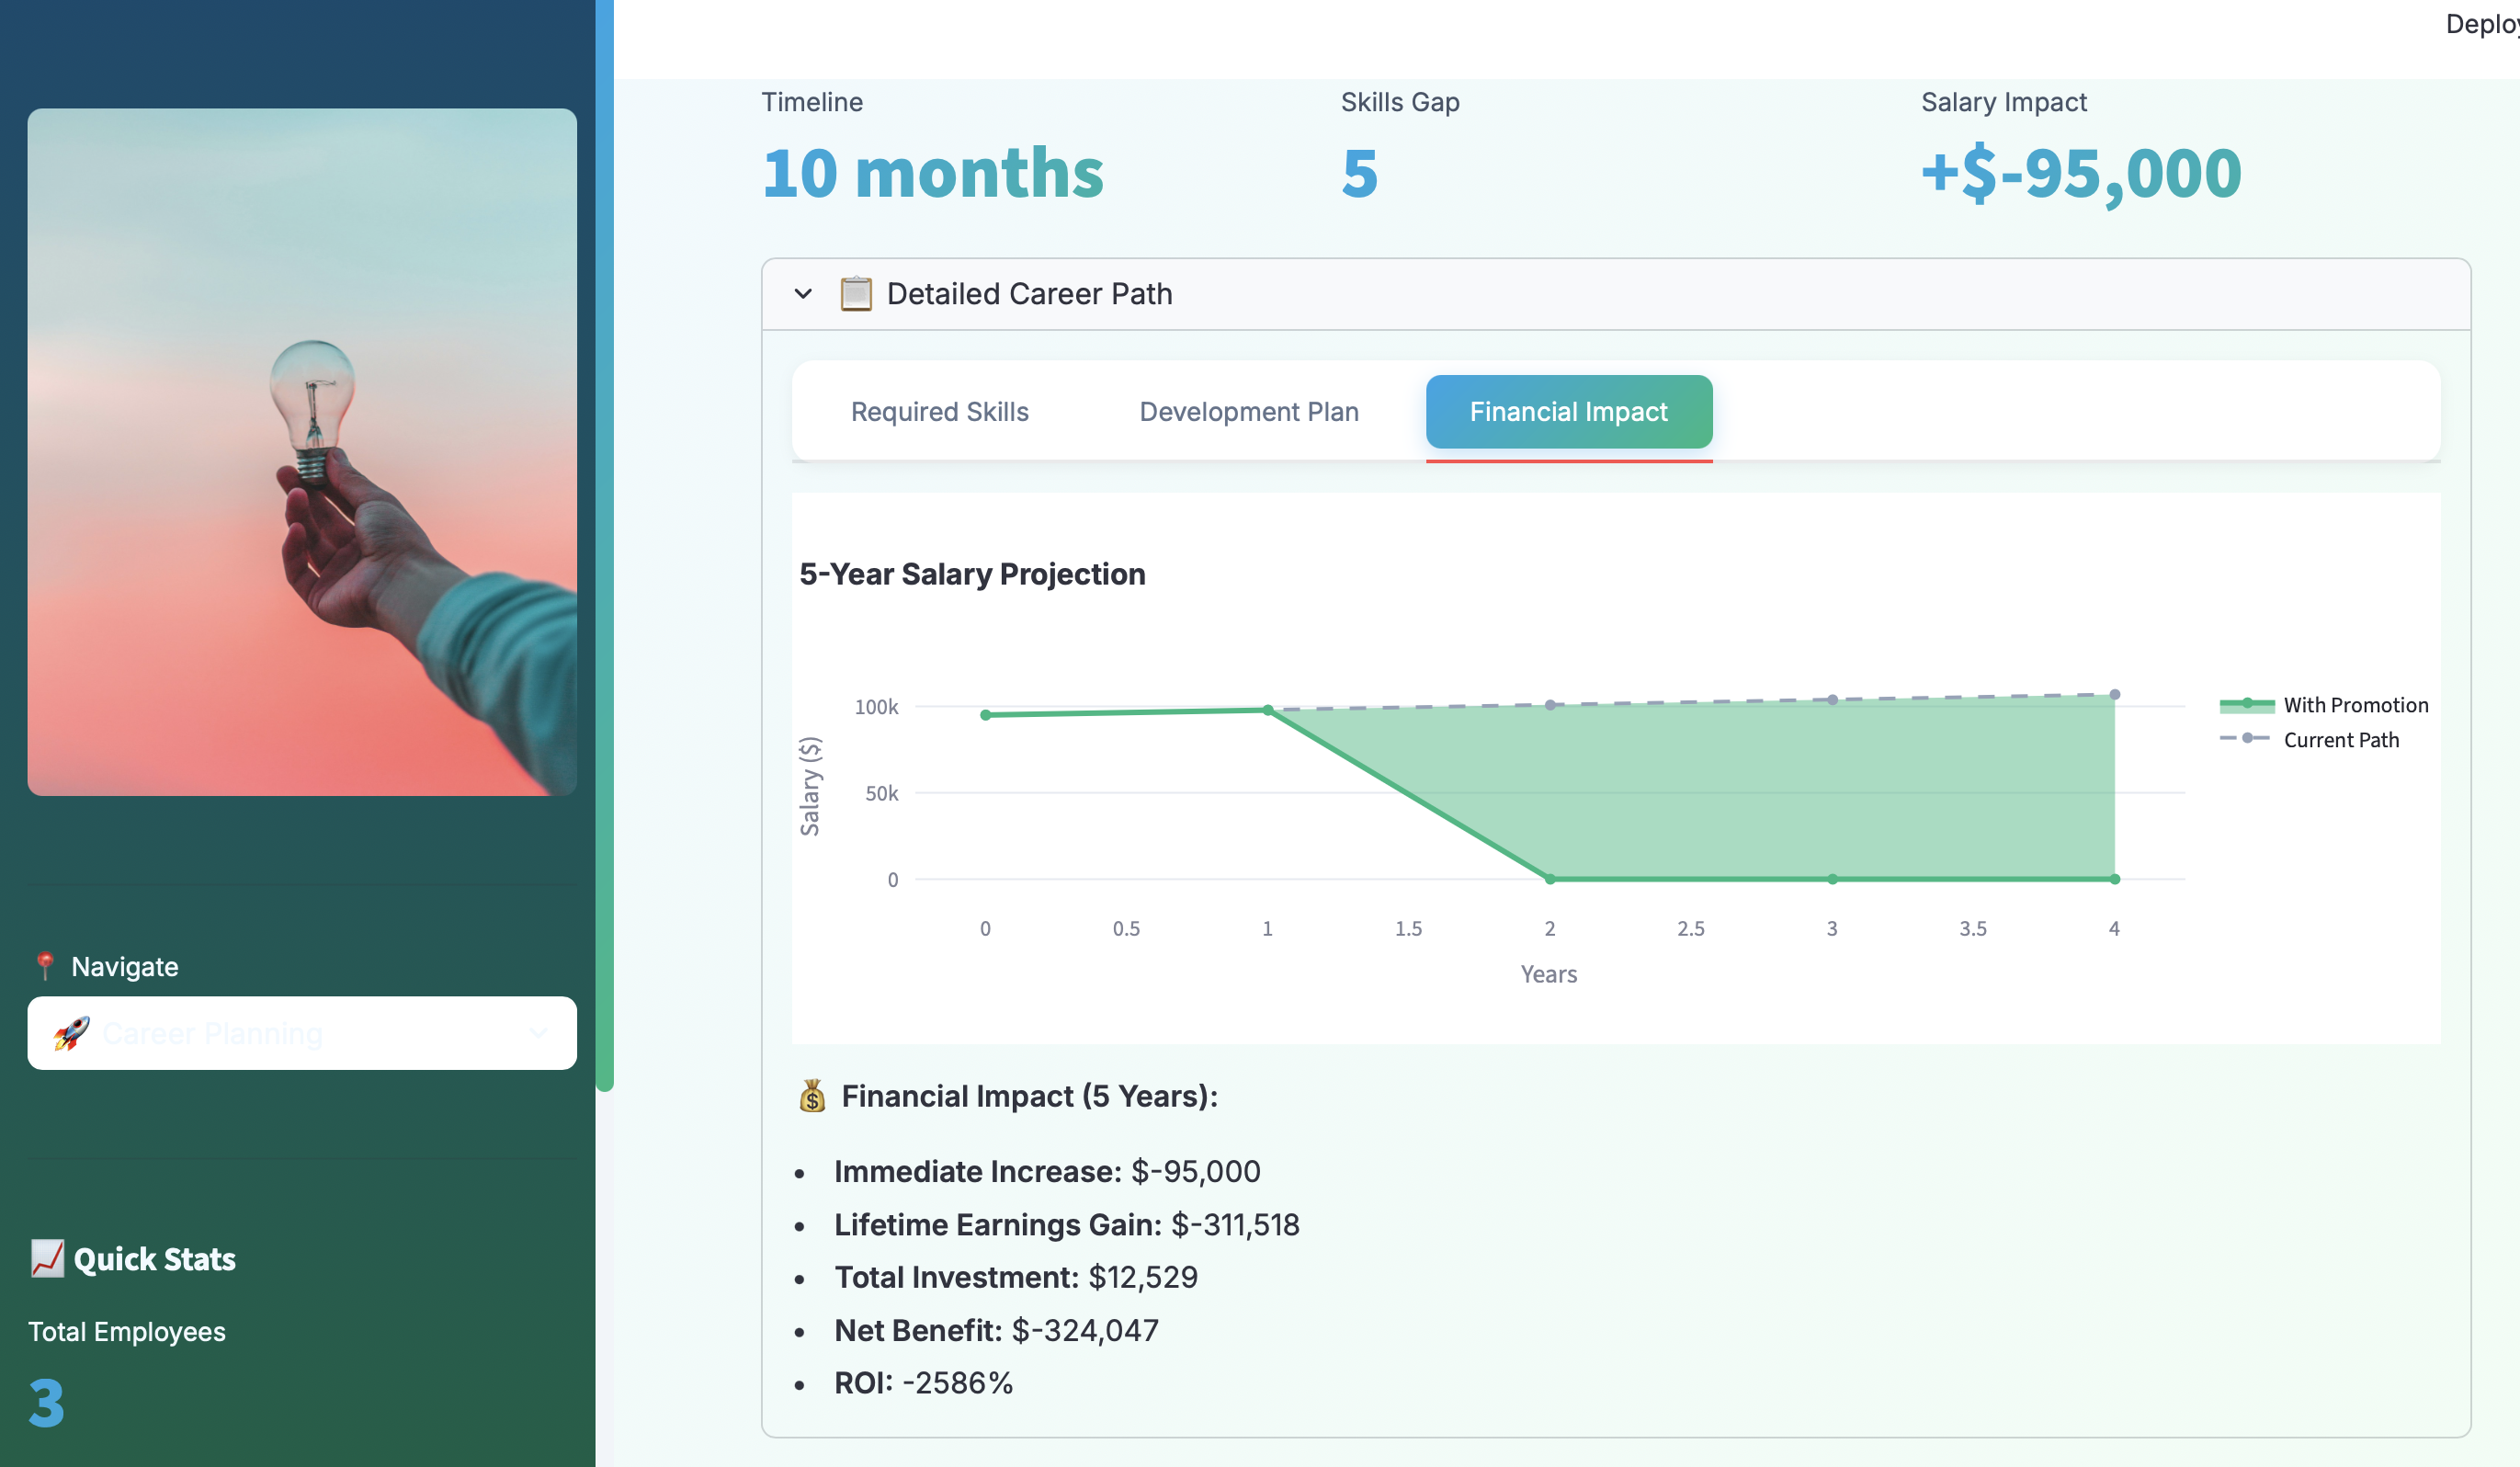 Deploy
Timeline
10 months
Skills Gap
5
Salary Impact
+$-95,000
Detailed Career Path
Required Skills
Development Plan
Financial Impact
5-Year Salary Projection
Salary ($)
100k
50k
0
0
0.5
1
1.5
2
2.5
3
3.5
4
Years
With Promotion
Current Path
Financial Impact (5 Years):
Immediate Increase: $-95,000
Lifetime Earnings Gain: $-311,518
Total Investment: $12,529
Net Benefit: $-324,047
ROI: -2586%
Navigate
Career Planning
Quick Stats
Total Employees
3